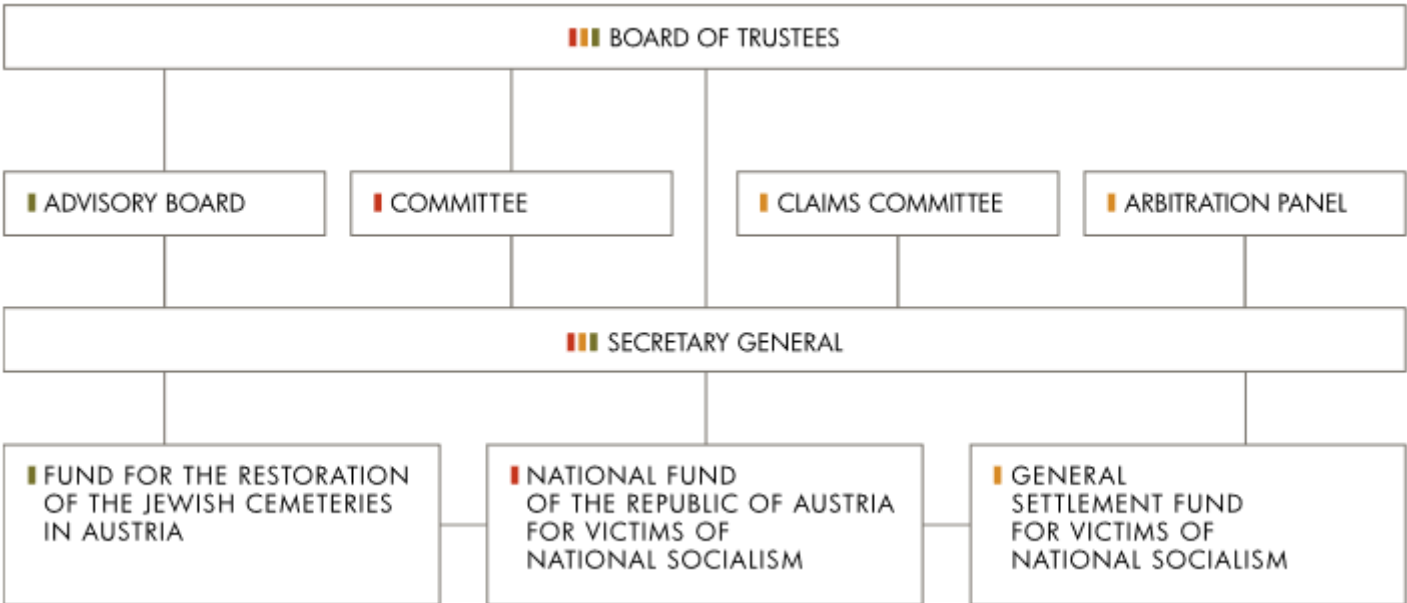 BOARD OF TRUSTEES
ADVISORY BOARD
COMMITTEE
CLAIMS COMMITTEE
ARBITRATION PANEL
SECRETARY GENERAL
FUND FOR THE RESTORATION
OF THE JEWISH CEMETERIES
IN AUSTRIA
NATIONAL FUND
OF THE REPUBLIC OF AUSTRIA
FOR VICTIMS OF
NATIONAL SOCIALISM
GENERAL
SETTLEMENT FUND
FOR VICTIMS OF
NATIONAL SOCIALISM